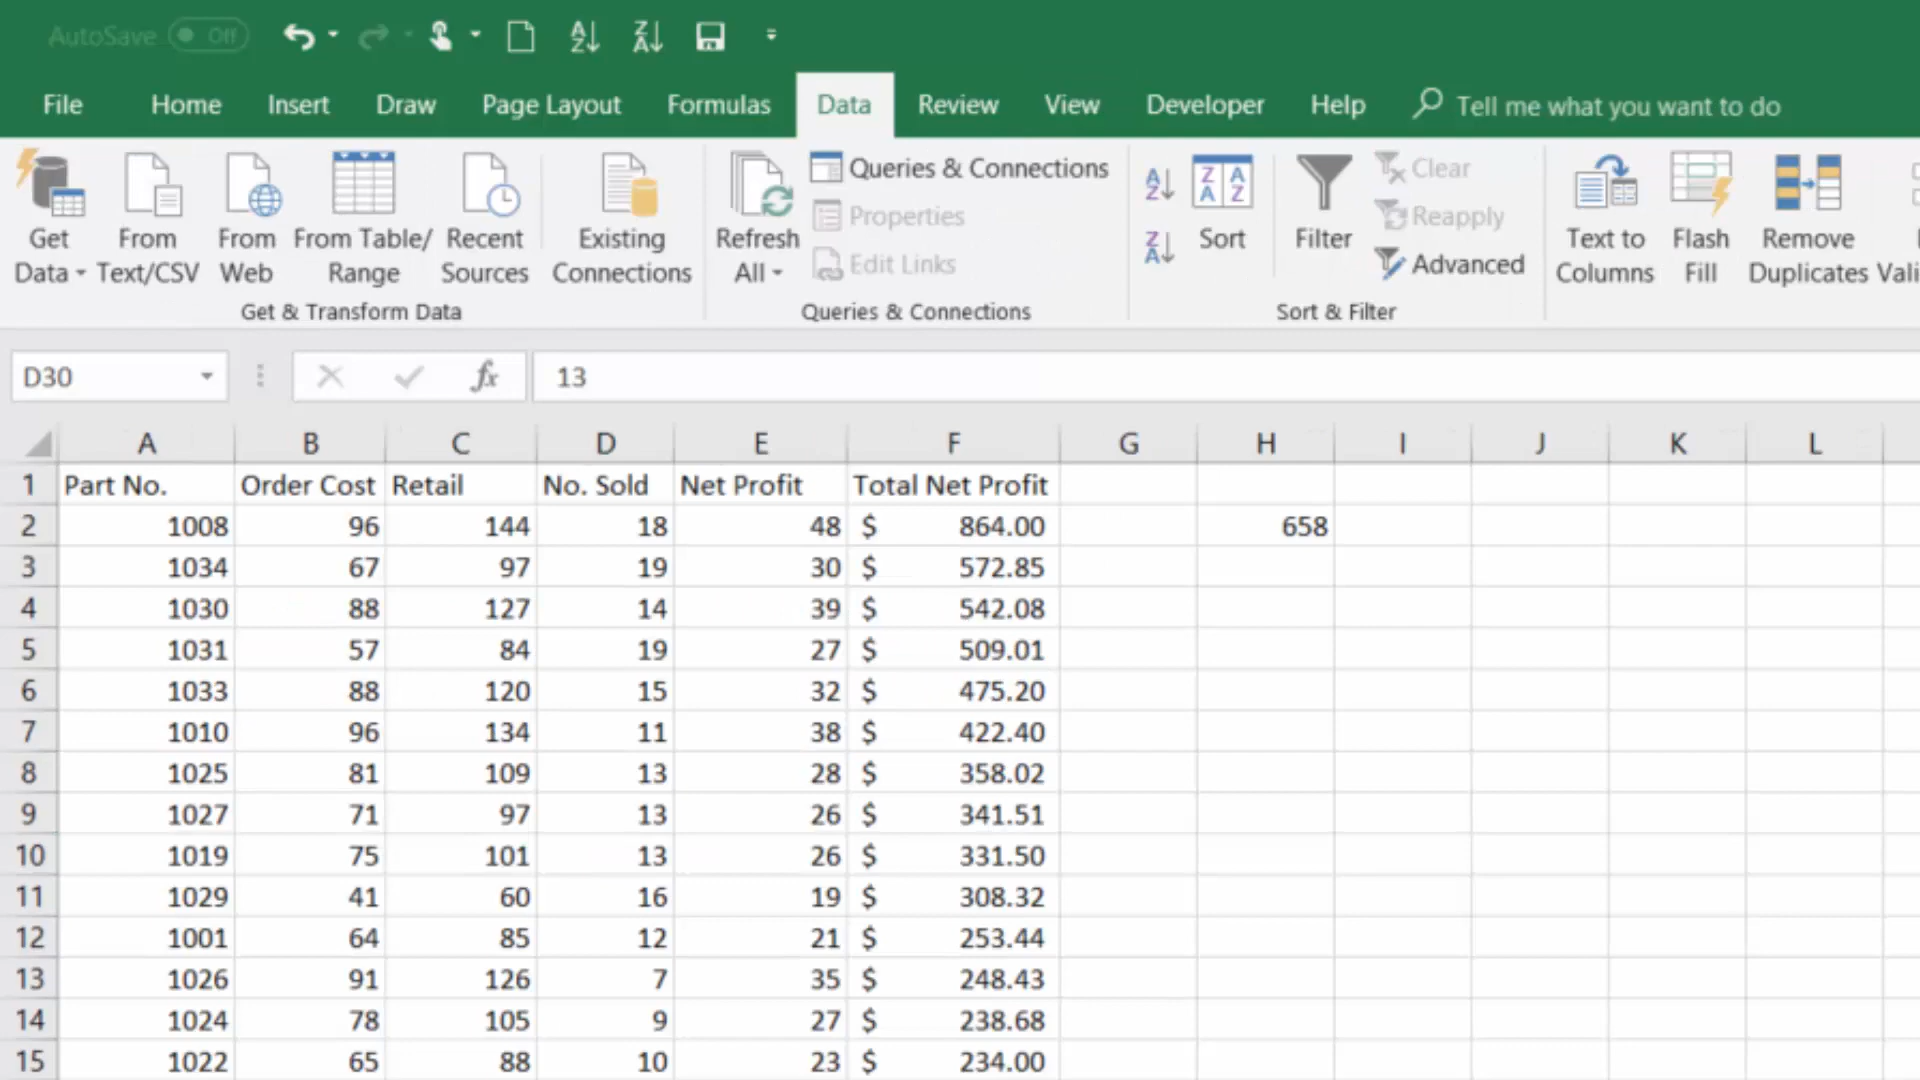 AutoSave Off
File Home Insert Draw Page Layout Formulas Data Review View Developer Help Tell me what you want to do
Get Data From Text/CSV From Web From Table/ Range Recent Sources Existing Connections
Get & Transform Data
Refresh All Queries & Connections
Properties
Edit Links
Queries & Connections
Sort Filter Clear
Reapply
Advanced
Sort & Filter
Text to Columns Flash Fill Remove Duplicates
D30 fx 13
A B C D E F G H I J K L
1 Part No. Order Cost Retail No. Sold Net Profit Total Net Profit
2 1008 96 144 18 48 $ 864.00 658
3 1034 67 97 19 30 $ 572.85
4 1030 88 127 14 39 $ 542.08
5 1031 57 84 19 27 $ 509.01
6 1033 88 120 15 32 $ 475.20
7 1010 96 134 11 38 $ 422.40
8 1025 81 109 13 28 $ 358.02
9 1027 71 97 13 26 $ 341.51
10 1019 75 101 13 26 $ 331.50
11 1029 41 60 16 19 $ 308.32
12 1001 64 85 12 21 $ 253.44
13 1026 91 126 7 35 $ 248.43
14 1024 78 105 9 27 $ 238.68
15 1022 65 88 10 23 $ 234.00